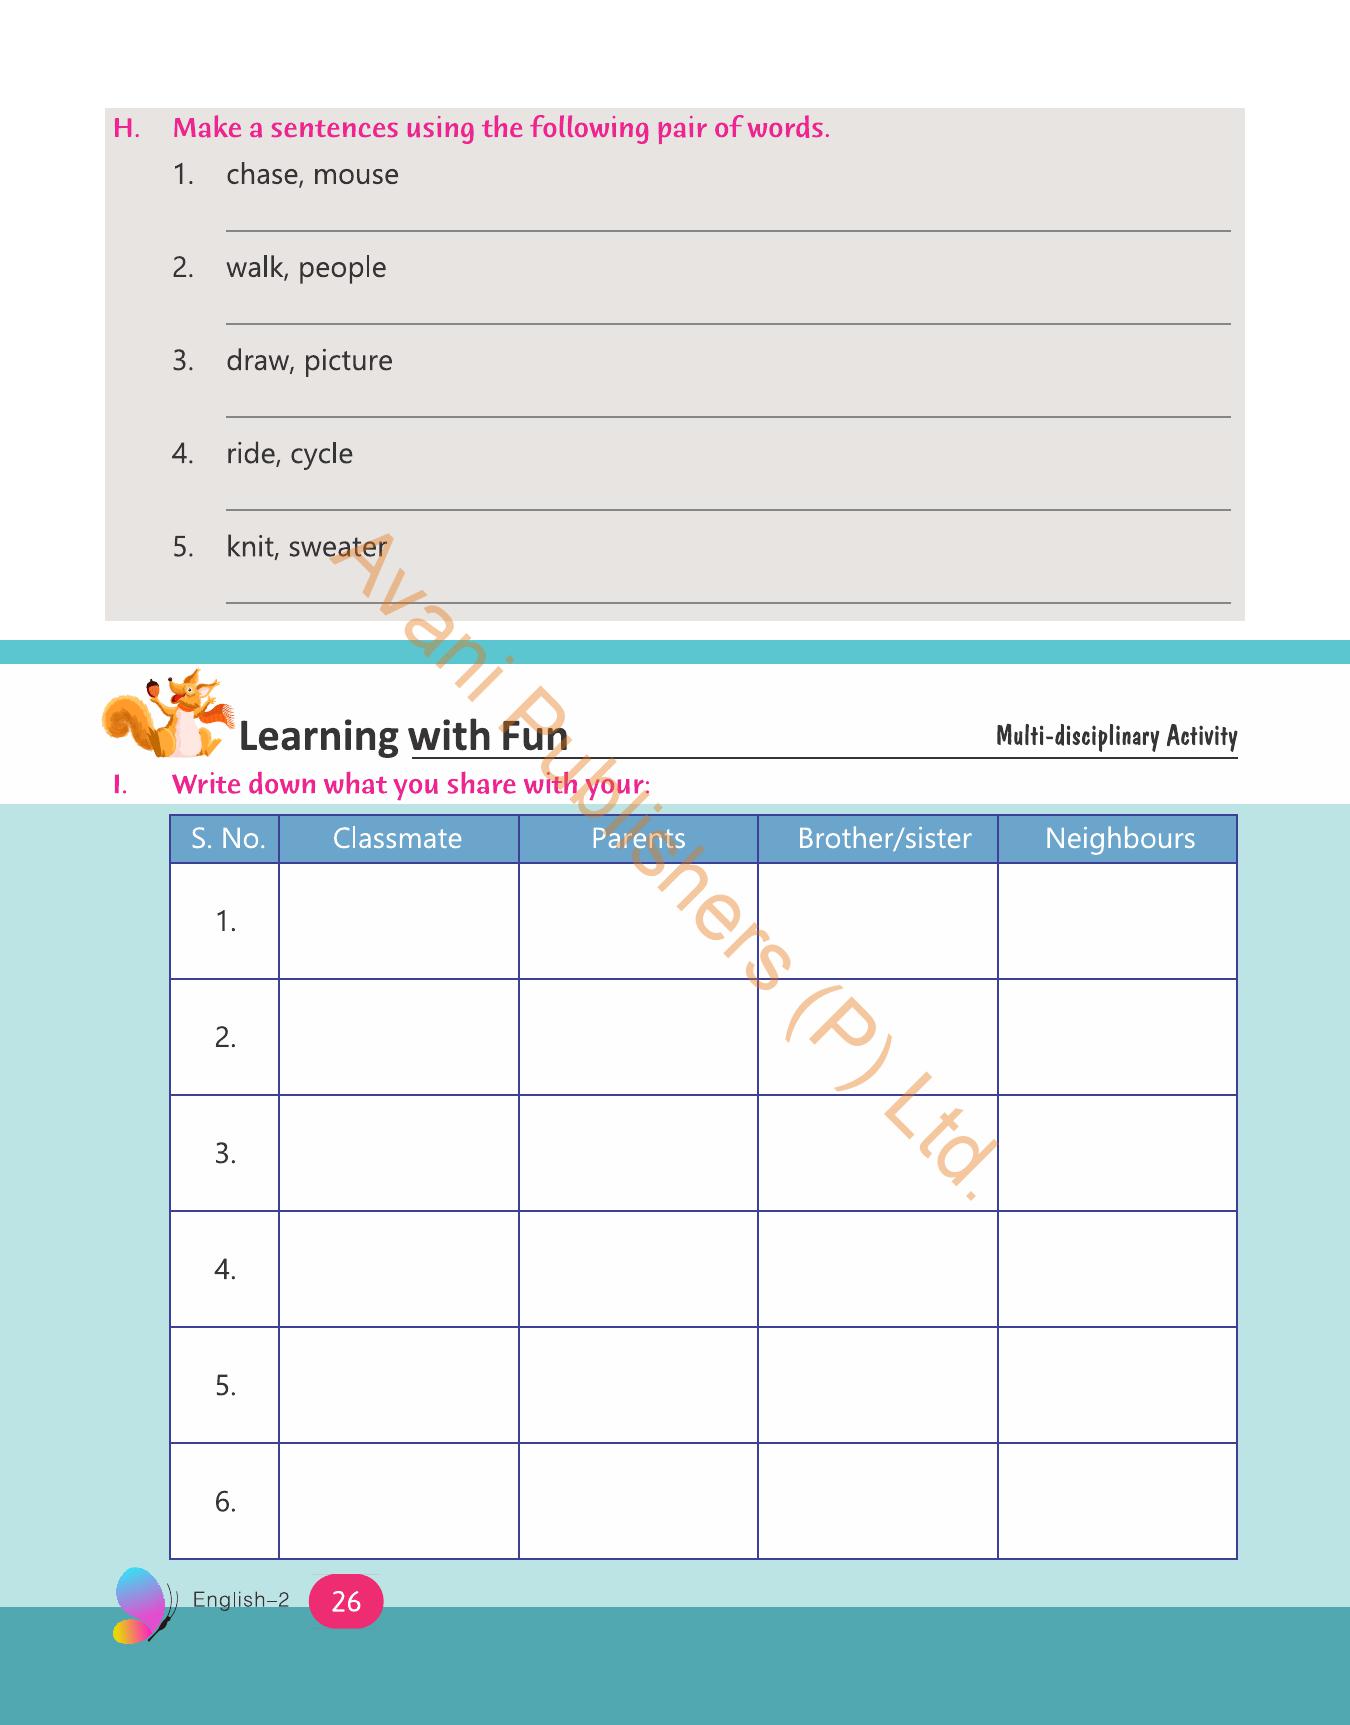 H. Make a sentences using the following pair of words.
1. chase, mouse
2. walk, people
3. draw, picture
4. ride, cycle
5. knit, sweater
Learning with Fun Multi-disciplinary Activity
I. Write down what you share with your:
S. No. Classmate Parents Brother/sister Neighbours
1.
2.
3.
4.
5.
6.
English–2 26
Avani Publishers (P) Ltd.